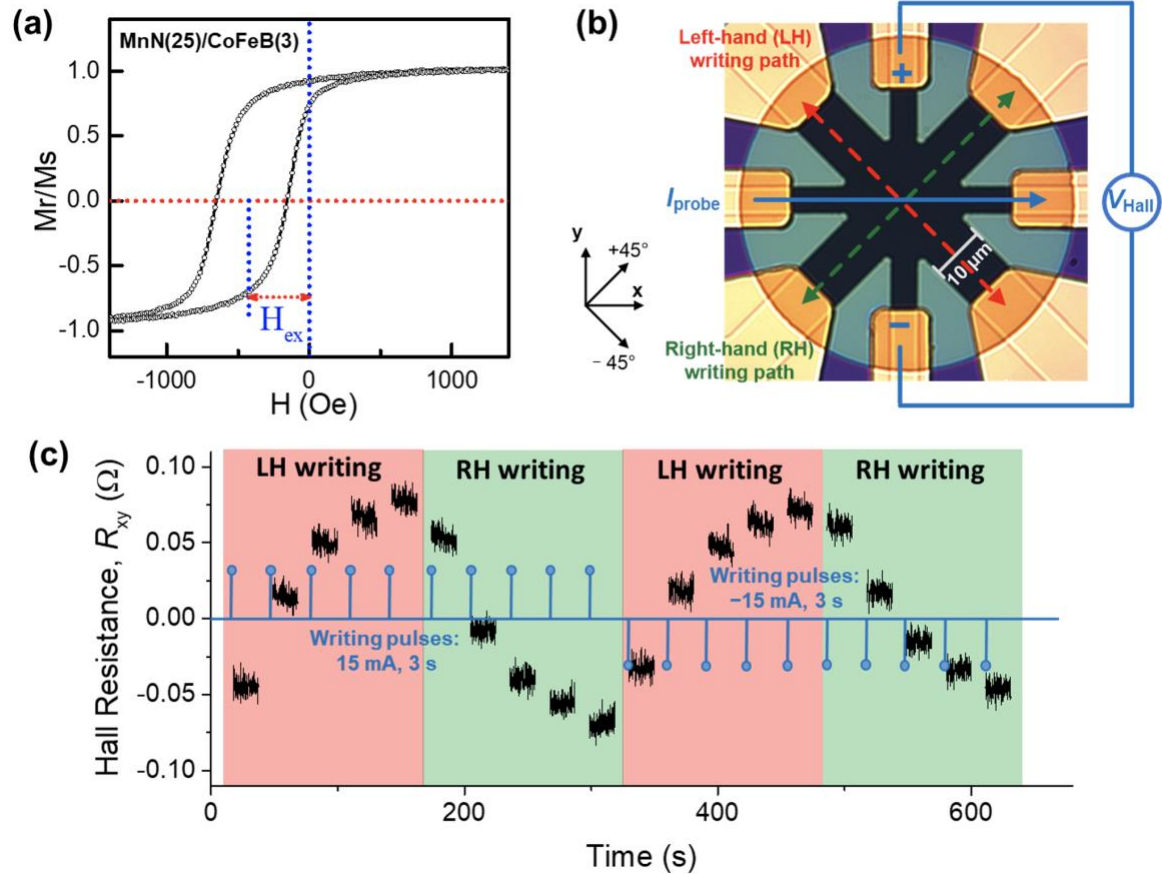 (a)
MnN(25)/CoFeB(3)
1.0
0.5
0.0
-0.5
-1.0
Mr/Ms
Hex
-1000
0
1000
H (Oe)
(b)
Left-hand (LH)
writing path
+
Iprobe
VHall
10 μm
y
+45°
x
− 45°
Right-hand (RH)
writing path
−
(c)
LH writing
RH writing
LH writing
RH writing
0.10
0.05
0.00
-0.05
-0.10
Hall Resistance, Rxy (Ω)
Writing pulses:
15 mA, 3 s
Writing pulses:
−15 mA, 3 s
0
200
400
600
Time (s)